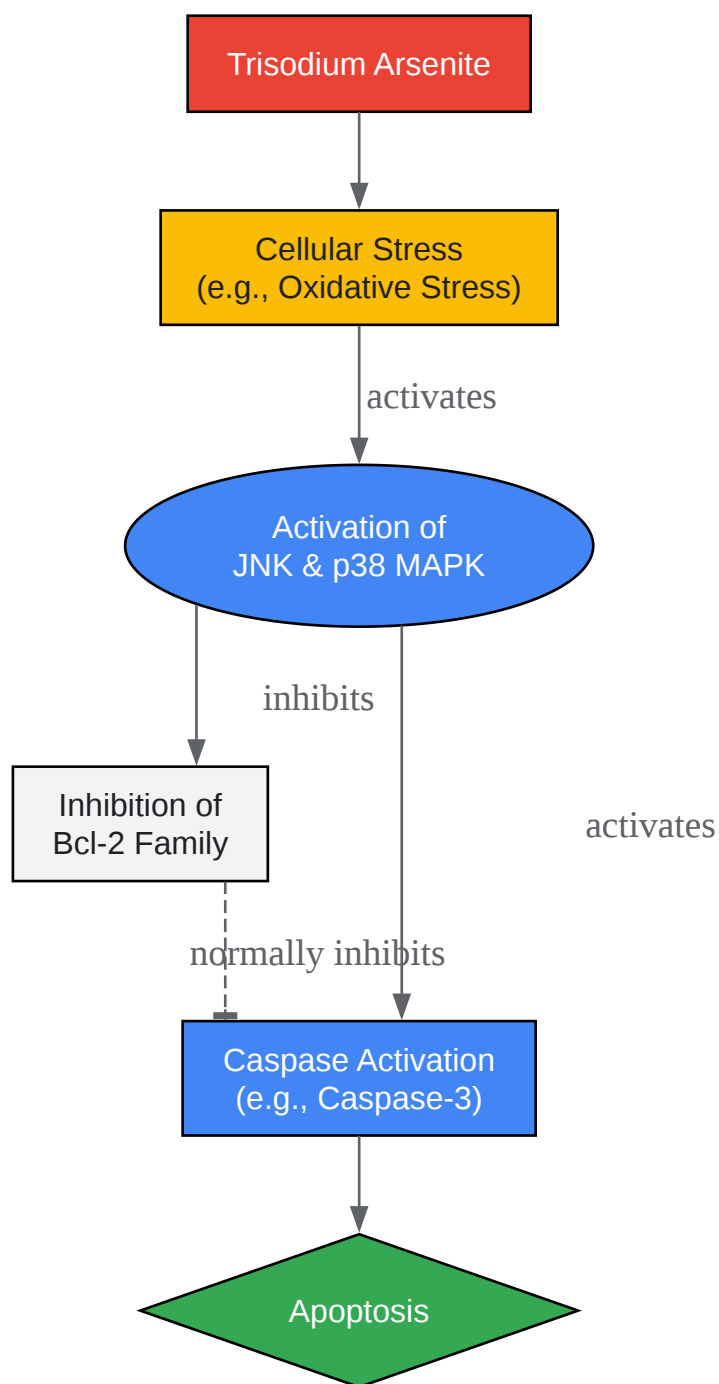 Trisodium Arsenite
Cellular Stress
(e.g., Oxidative Stress)
activates
Activation of
JNK & p38 MAPK
inhibits
Inhibition of
Bcl-2 Family
activates
normally inhibits
Caspase Activation
(e.g., Caspase-3)
Apoptosis